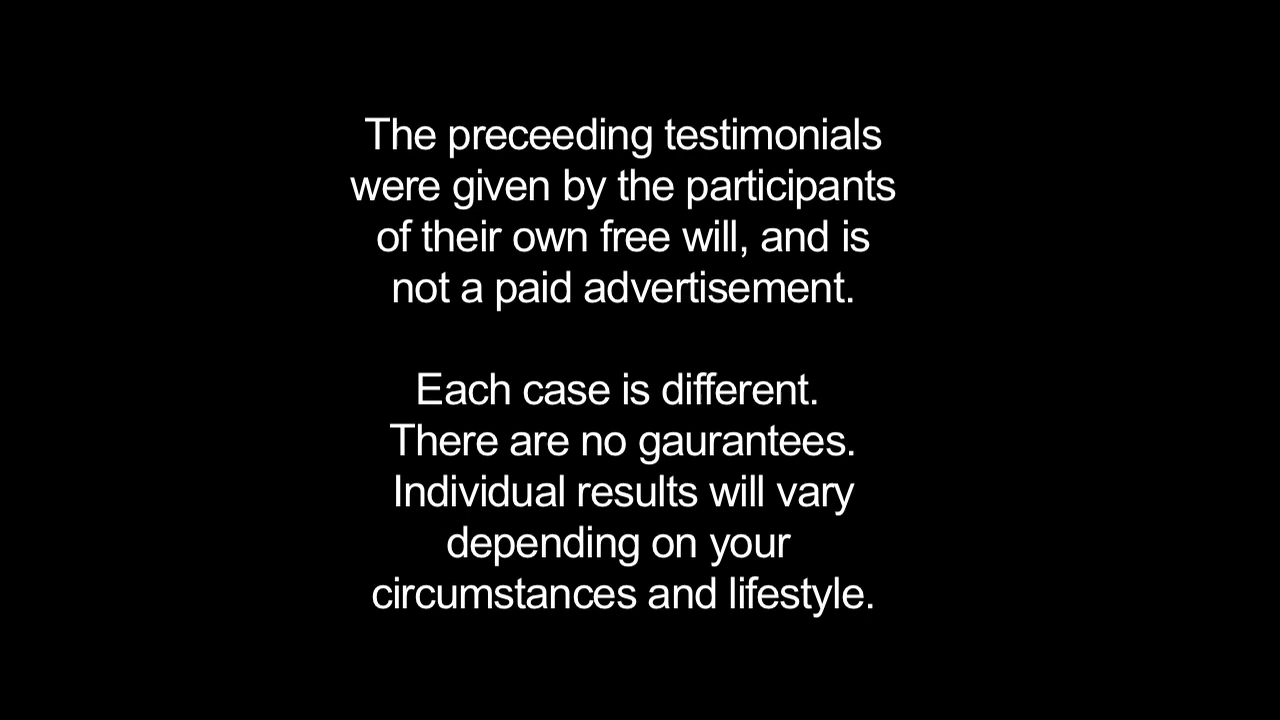 The preceeding testimonials
were given by the participants
of their own free will, and is
not a paid advertisement.
Each case is different.
There are no gaurantees.
Individual results will vary
depending on your
circumstances and lifestyle.